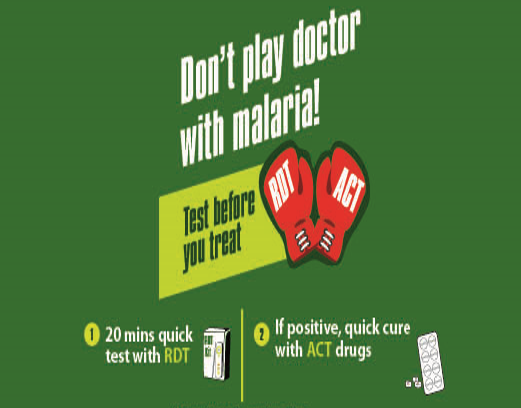 Don't play doctor
with malaria!
RDT
ACT
Test before
you treat
1
20 mins quick
test with RDT
2
If positive, quick cure
with ACT drugs